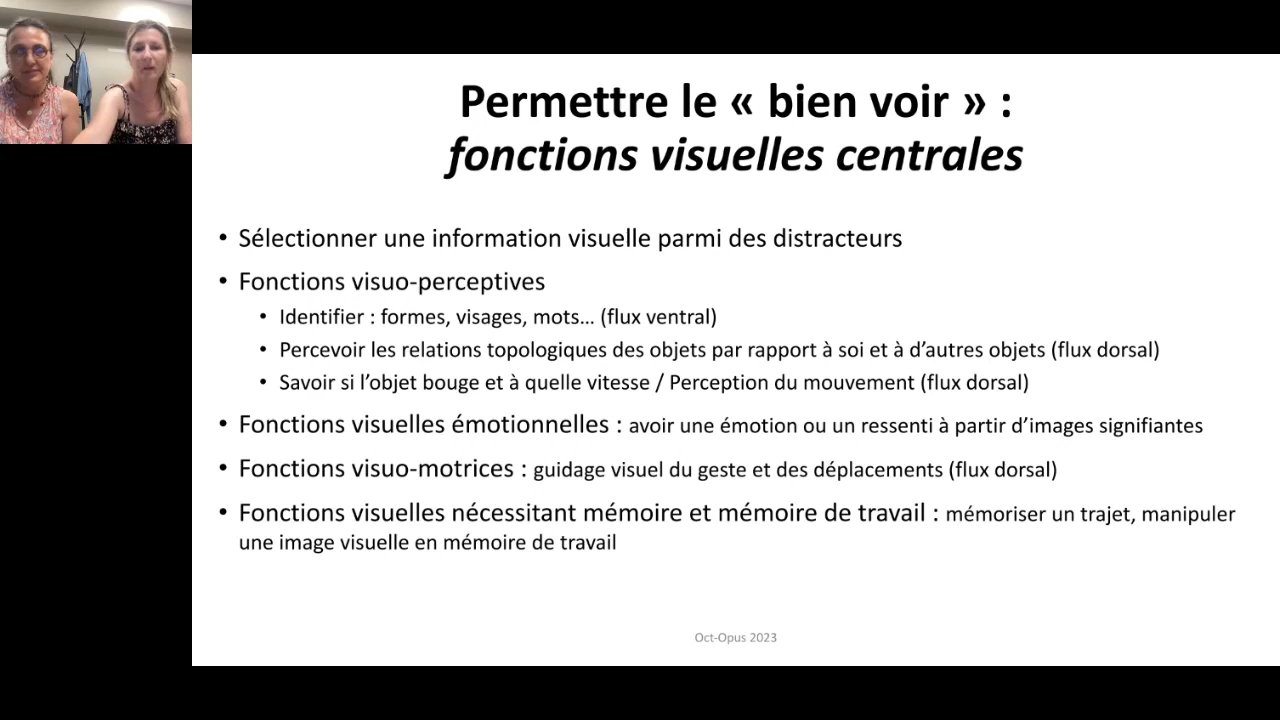 Permettre le « bien voir » :
fonctions visuelles centrales
• Sélectionner une information visuelle parmi des distracteurs
• Fonctions visuo-perceptives
• Identifier : formes, visages, mots… (flux ventral)
• Percevoir les relations topologiques des objets par rapport à soi et à d’autres objets (flux dorsal)
• Savoir si l’objet bouge et à quelle vitesse / Perception du mouvement (flux dorsal)
• Fonctions visuelles émotionnelles : avoir une émotion ou un ressenti à partir d’images signifiantes
• Fonctions visuo-motrices : guidage visuel du geste et des déplacements (flux dorsal)
• Fonctions visuelles nécessitant mémoire et mémoire de travail : mémoriser un trajet, manipuler
une image visuelle en mémoire de travail
Oct-Opus 2023